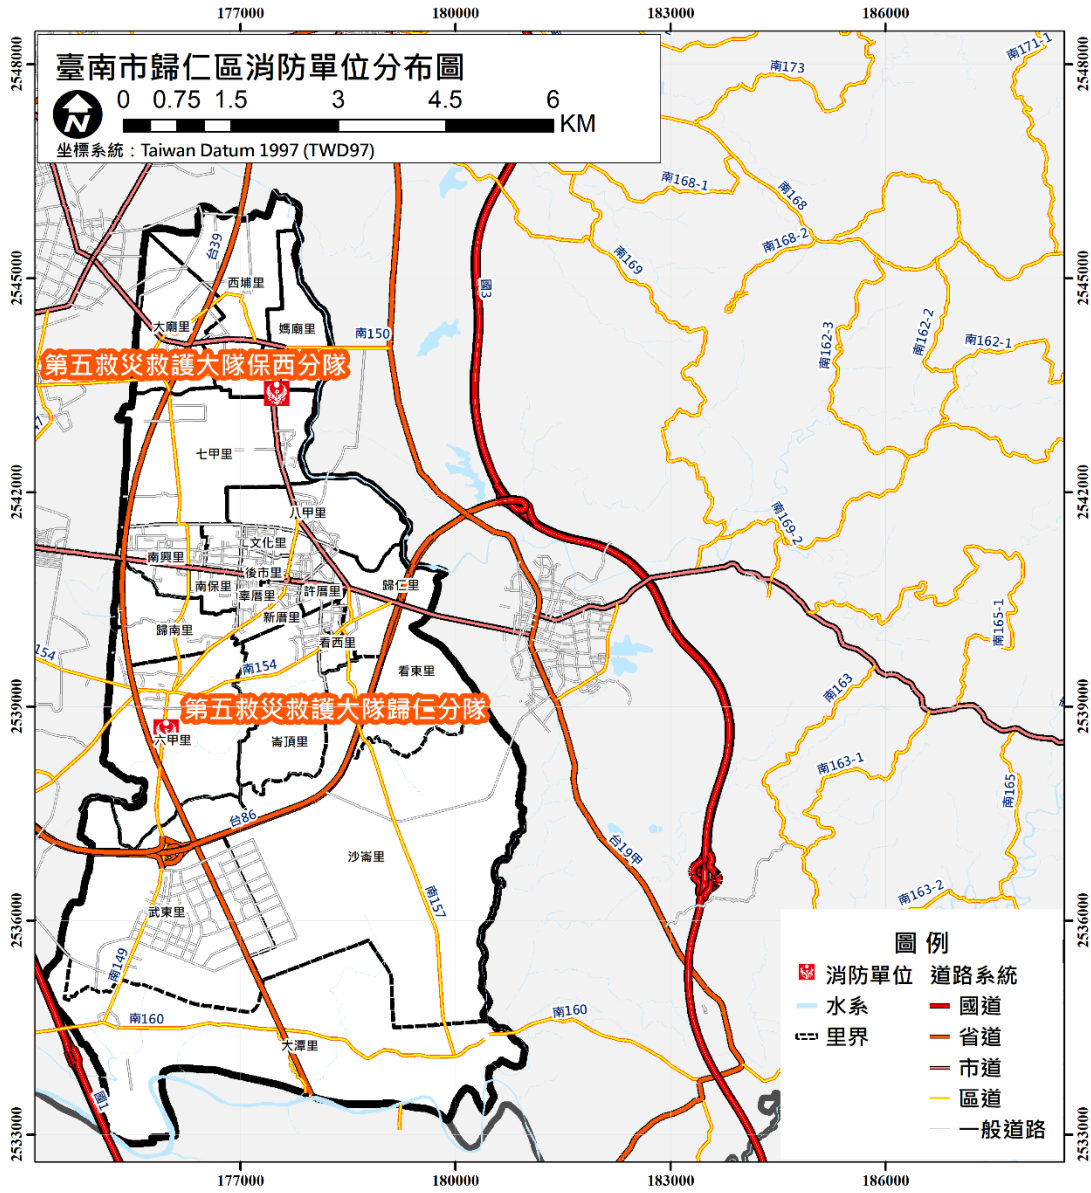 177000
180000
183000
186000
2548000
2548000
臺南市歸仁區消防單位分布圖
N
0 0.75 1.5 3 4.5 6
KM
坐標系統：Taiwan Datum 1997 (TWD97)
南171-1
南173
南168-1
南168
南168-2
南169
台39
2545000
2545000
國3
西埔里
大廟里
媽廟里
南150
南162-3
南162-2
南162-1
第五救災救護大隊保西分隊
47
七甲里
2542000
2542000
八甲里
南169-2
文化里
南興里
後市里
南保里
辜厝里
許厝里
歸仁里
新厝里
歸南里
看西里
南165-1
154
南154
看東里
南163
2539000
2539000
第五救災救護大隊歸仁分隊
六甲里
崙頂里
南163-1
南165
台86
台19甲
沙崙里
南157
南163-2
武東里
2536000
2536000
南149
南160
南160
大潭里
國1
圖例
消防單位
水系
里界
道路系統
國道
省道
市道
區道
一般道路
2533000
2533000
177000
180000
183000
186000